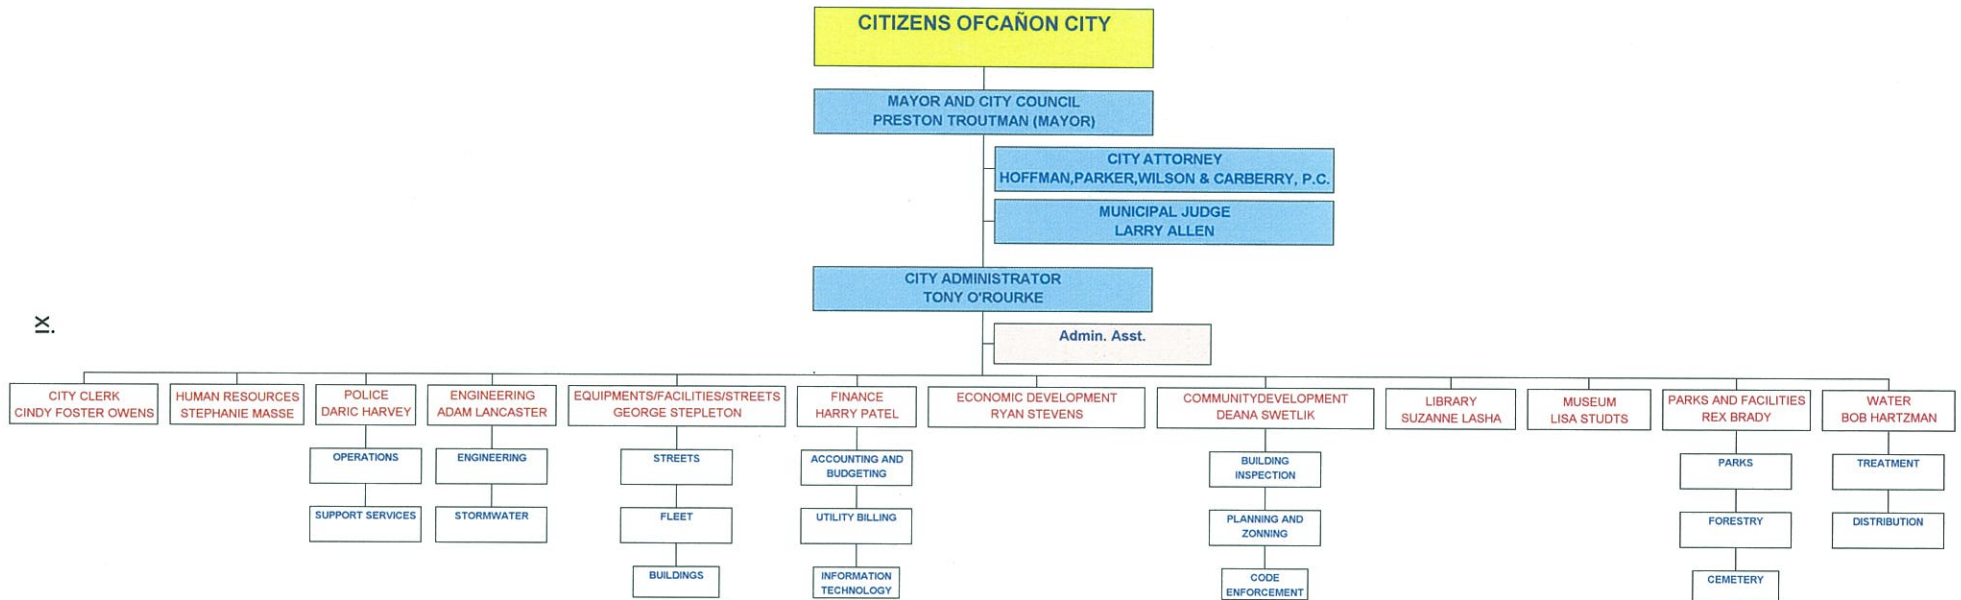 CITIZENS OFCAÑON CITY
MAYOR AND CITY COUNCIL
PRESTON TROUTMAN (MAYOR)
CITY ATTORNEY
HOFFMAN,PARKER,WILSON & CARBERRY, P.C.
MUNICIPAL JUDGE
LARRY ALLEN
CITY ADMINISTRATOR
TONY O'ROURKE
Admin. Asst.
ix.
CITY CLERK
CINDY FOSTER OWENS
HUMAN RESOURCES
STEPHANIE MASSE
POLICE
DARIC HARVEY
OPERATIONS
SUPPORT SERVICES
ENGINEERING
ADAM LANCASTER
ENGINEERING
STORMWATER
EQUIPMENTS/FACILITIES/STREETS
GEORGE STEPLETON
STREETS
FLEET
BUILDINGS
FINANCE
HARRY PATEL
ACCOUNTING AND
BUDGETING
UTILITY BILLING
INFORMATION
TECHNOLOGY
ECONOMIC DEVELOPMENT
RYAN STEVENS
COMMUNITYDEVELOPMENT
DEANA SWETLIK
BUILDING
INSPECTION
PLANNING AND
ZONNING
CODE
ENFORCEMENT
LIBRARY
SUZANNE LASHA
MUSEUM
LISA STUDTS
PARKS AND FACILITIES
REX BRADY
PARKS
FORESTRY
CEMETERY
WATER
BOB HARTZMAN
TREATMENT
DISTRIBUTION